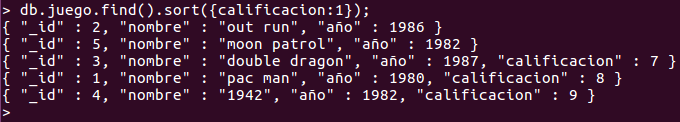 > db.juego.find().sort({calificacion:1});
{ "_id" : 2, "nombre" : "out run", "año" : 1986 }
{ "_id" : 5, "nombre" : "moon patrol", "año" : 1982 }
{ "_id" : 3, "nombre" : "double dragon", "año" : 1987, "calificacion" : 7 }
{ "_id" : 1, "nombre" : "pac man", "año" : 1980, "calificacion" : 8 }
{ "_id" : 4, "nombre" : "1942", "año" : 1982, "calificacion" : 9 }
>